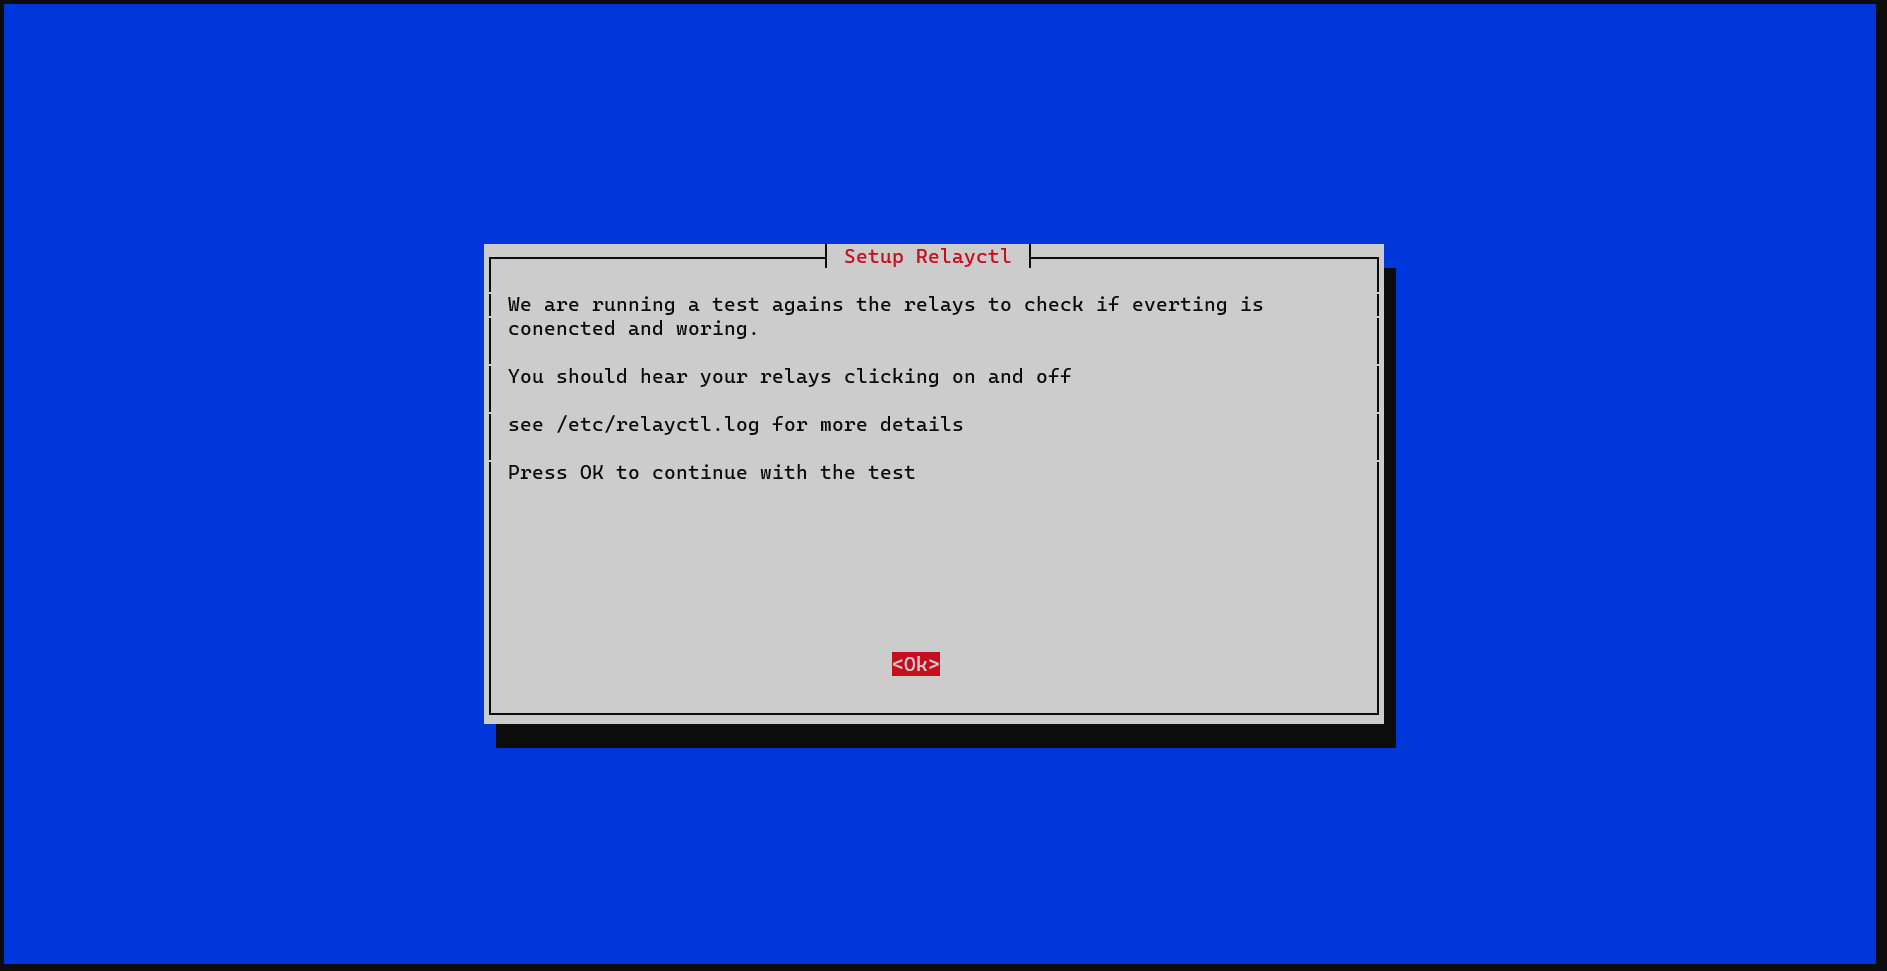 Setup Relayctl
We are running a test agains the relays to check if everting is
conencted and woring.
You should hear your relays clicking on and off
see /etc/relayctl.log for more details
Press OK to continue with the test
<Ok>